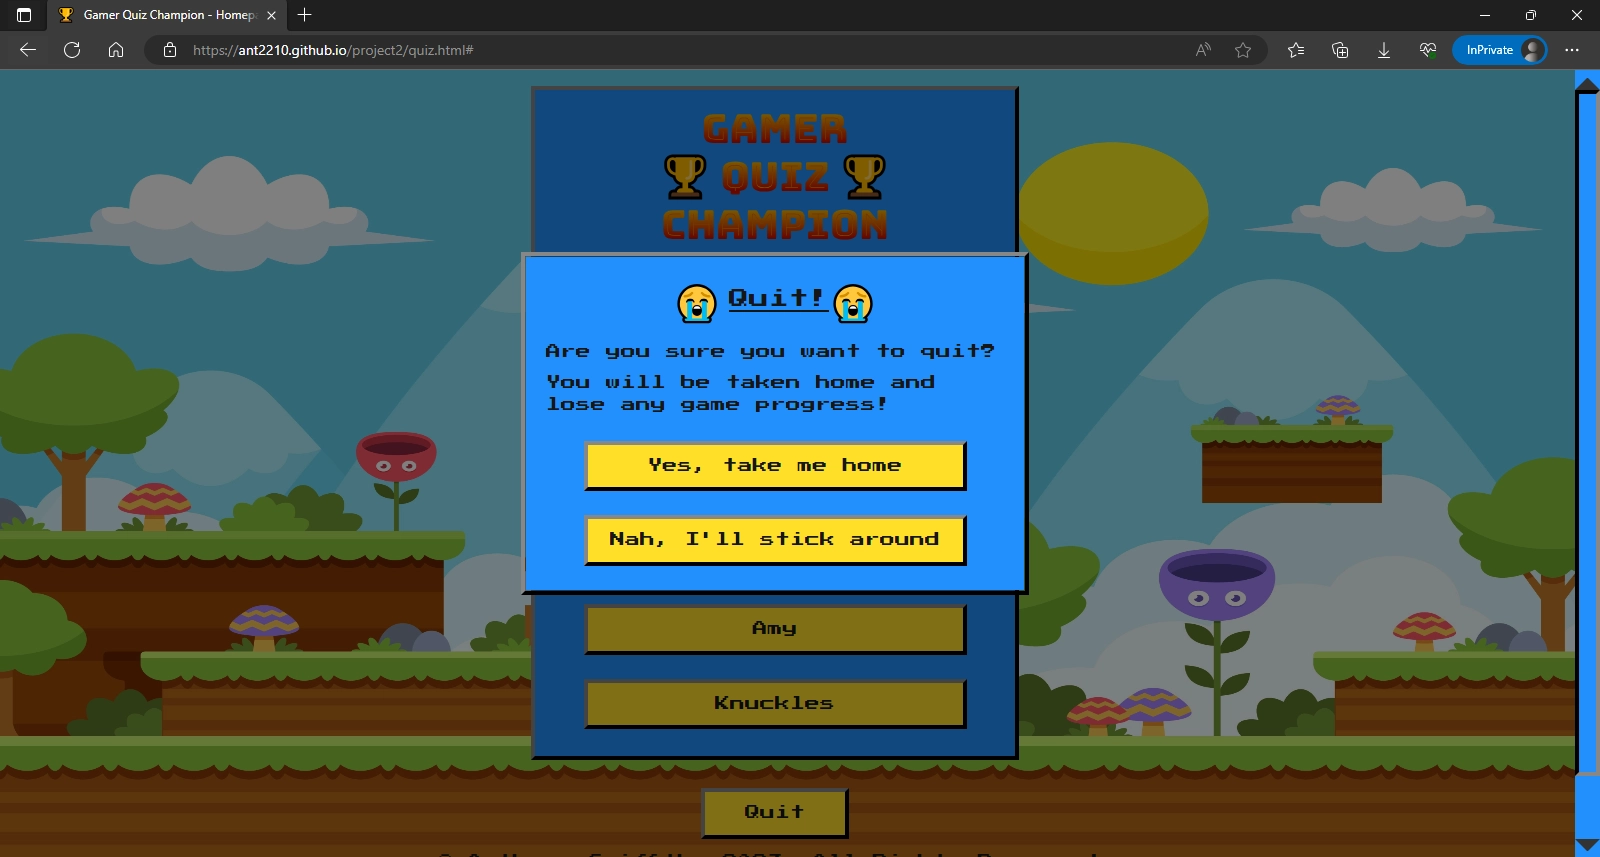 Gamer Quiz Champion - Homep
https://ant2210.github.io/project2/quiz.html#
InPrivate
GAMER
QUIZ
CHAMPION
Quit!
Are you sure you want to quit?
You will be taken home and
lose any game progress!
Yes, take me home
Nah, I'll stick around
Amy
Knuckles
Quit